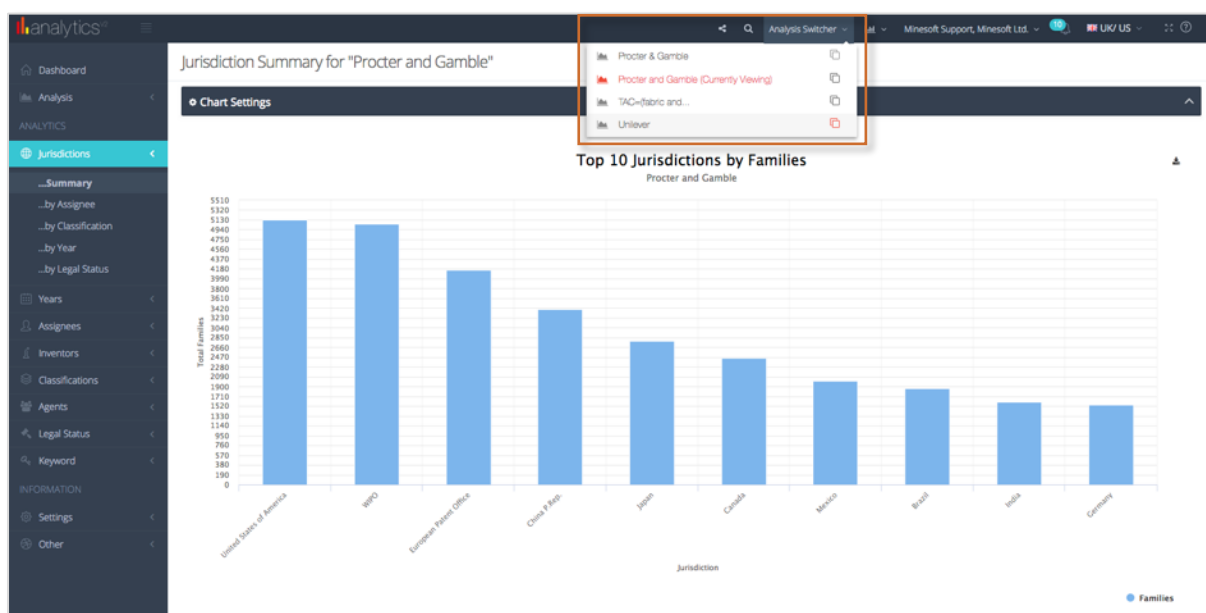 analytics v2
Analysis Switcher
Minesoft Support, Minesoft Ltd.
10
UK/ US
Dashboard
Analysis
ANALYTICS
Jurisdictions
...Summary
...by Assignee
...by Classification
...by Year
...by Legal Status
Years
Assignees
Inventors
Classifications
Agents
Legal Status
Keyword
INFORMATION
Settings
Other
Jurisdiction Summary for "Procter and Gamble"
Procter & Gamble
Procter and Gamble (Currently Viewing)
TAC=(fabric and...
Unilever
Chart Settings
Top 10 Jurisdictions by Families
Procter and Gamble
Total Families
5510
5320
5130
4940
4750
4560
4370
4180
3990
3800
3610
3420
3230
3040
2850
2660
2470
2280
2090
1900
1710
1520
1330
1140
950
760
570
380
190
0
United States of America
WIPO
European Patent Office
China P.Rep.
Japan
Canada
Mexico
Brazil
India
Germany
Jurisdiction
Families